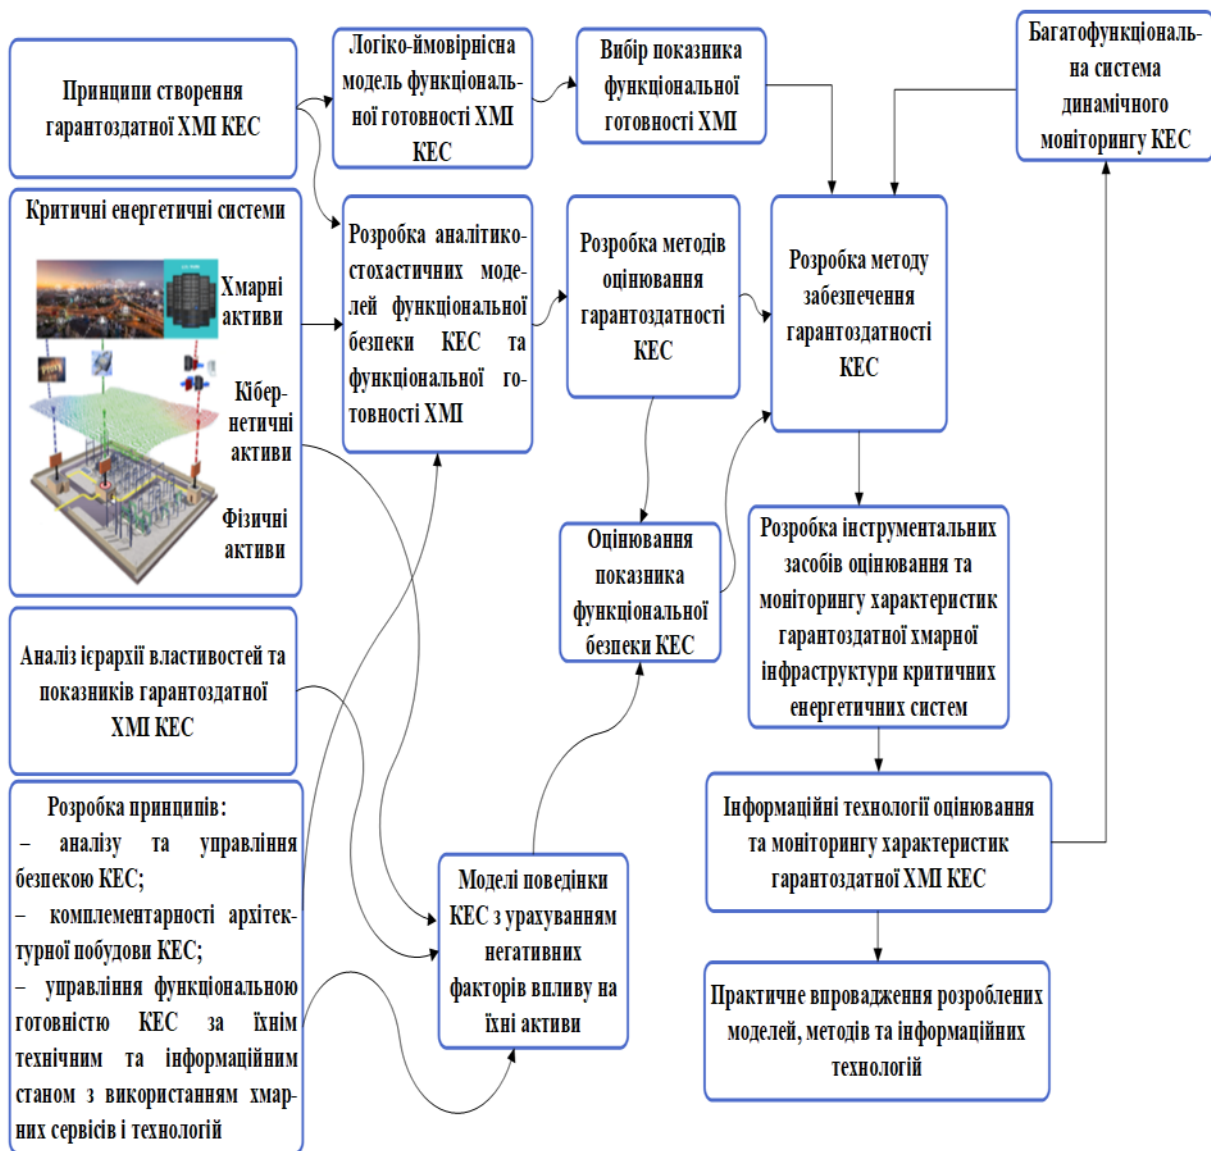 Принципи створення
гарантоздатної ХМІ КЕС
Логіко-ймовірнісна
модель функціональ-
ної готовності ХМІ
КЕС
Вибір показника
функціональної
готовності ХМІ
Багатофункціональ-
на система
динамічного
моніторингу КЕС
Критичні енергетичні системи
Хмарні
активи
Кібер-
нетичні
активи
Фізичні
активи
Розробка аналітико-
стохастичних моде-
лей функціональної
безпеки КЕС та
функціональної го-
товності ХМІ
Розробка методів
оцінювання
гарантоздатності
КЕС
Розробка методу
забезпечення
гарантоздатності
КЕС
Оцінювання
показника
функціональної
безпеки КЕС
Розробка інструментальних
засобів оцінювання та
моніторингу характеристик
гарантоздатної хмарної
інфраструктури критичних
енергетичних систем
Аналіз ієрархії властивостей та
показників гарантоздатної
ХМІ КЕС
Розробка принципів:
– аналізу та управління
безпекою КЕС;
– комплементарності архітек-
турної побудови КЕС;
– управління функціональною
готовністю КЕС за їхнім
технічним та інформаційним
станом з використанням хмар-
них сервісів і технологій
Моделі поведінки
КЕС з урахуванням
негативних
факторів впливу на
їхні активи
Інформаційні технології оцінювання
та моніторингу характеристик
гарантоздатної ХМІ КЕС
Практичне впровадження розроблених
моделей, методів та інформаційних
технологій